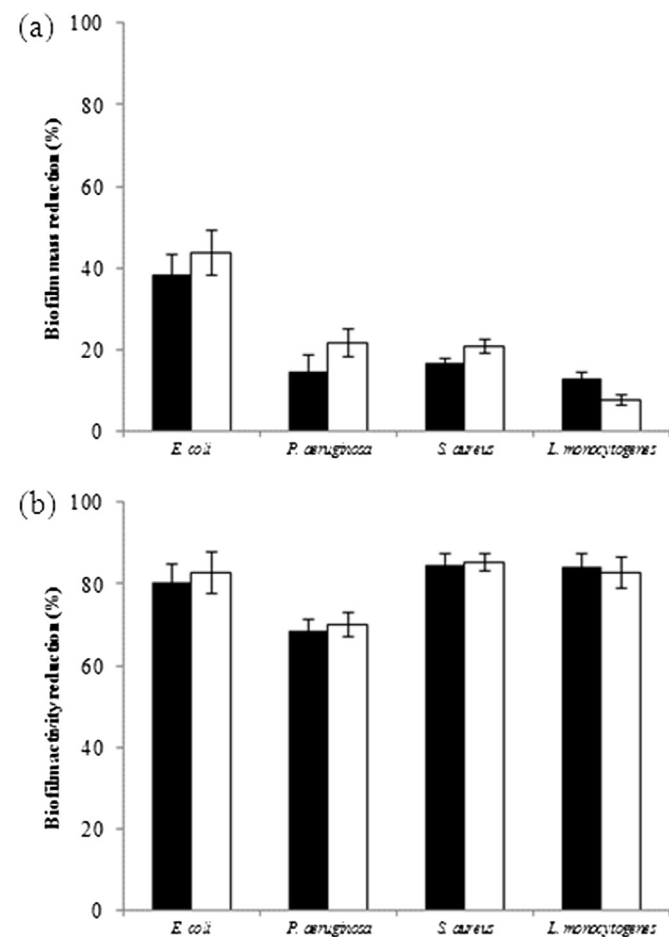 (a)
Biofilm mass reduction (%)
100
80
60
40
20
0
E. coli P. aeruginosa S. aureus L. monocytogenes
(b)
Biofilm activity reduction (%)
100
80
60
40
20
0
E. coli P. aeruginosa S. aureus L. monocytogenes